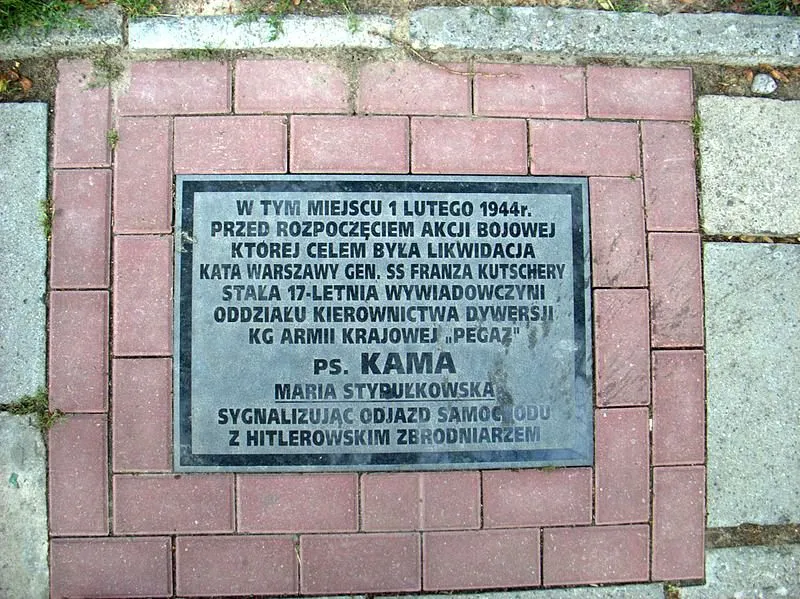 W TYM MIEJSCU 1 LUTEGO 1944r.
PRZED ROZPOCZĘCIEM AKCJI BOJOWEJ
KTÓREJ CELEM BYŁA LIKWIDACJA
KATA WARSZAWY GEN. SS FRANZA KUTSCHERY
STAŁA 17-LETNIA WYWIADOWCZYNI
ODDZIAŁU KIEROWNICTWA DYWERSJI
KG ARMII KRAJOWEJ „PEGAZ"
PS. KAMA
MARIA STYPUŁKOWSKA
SYGNALIZUJĄC ODJAZD SAMOCHODU
Z HITLEROWSKIM ZBRODNIARZEM